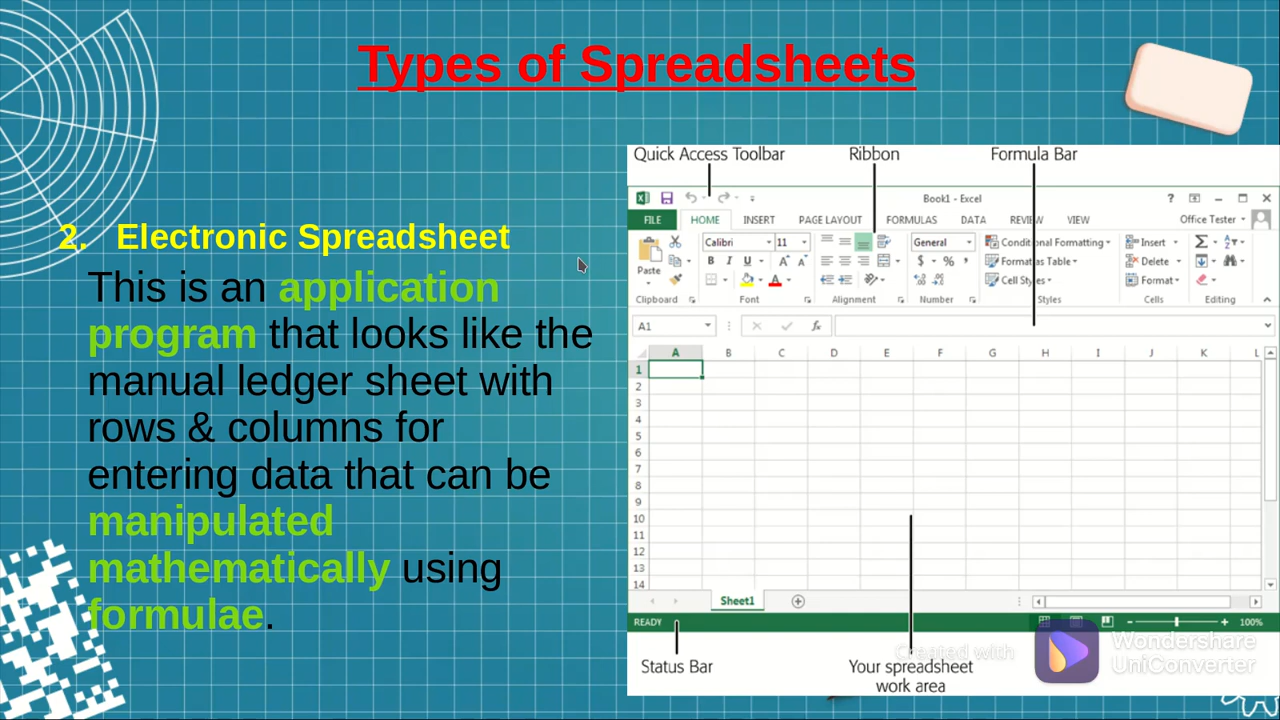 Types of Spreadsheets
2. Electronic Spreadsheet
This is an application
program that looks like the
manual ledger sheet with
rows & columns for
entering data that can be
manipulated
mathematically using
formulae.
Quick Access Toolbar Ribbon Formula Bar
Book1 - Excel ?
FILE HOME INSERT PAGE LAYOUT FORMULAS DATA REVIEW VIEW Office Tester
Calibri 11 General Conditional Formatting Insert
B I U A A $ % , Format as Table Delete
Paste A Cell Styles Format
Clipboard Font Alignment Number Styles Cells Editing
A1 fx
A B C D E F G H I J K L
1
2
3
4
5
6
7
8
9
10
11
12
13
14
Sheet1
READY 100%
Status Bar Your spreadsheet
work area
Created with Wondershare
UniConverter